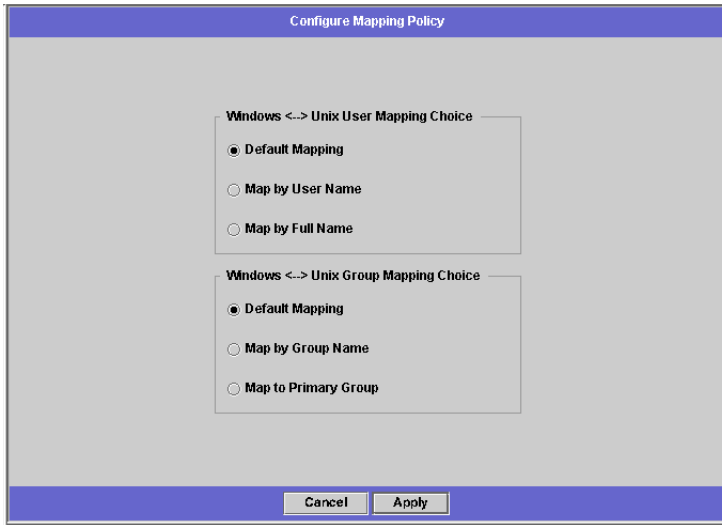 Configure Mapping Policy
Windows <--> Unix User Mapping Choice
Default Mapping
Map by User Name
Map by Full Name
Windows <--> Unix Group Mapping Choice
Default Mapping
Map by Group Name
Map to Primary Group
Cancel Apply